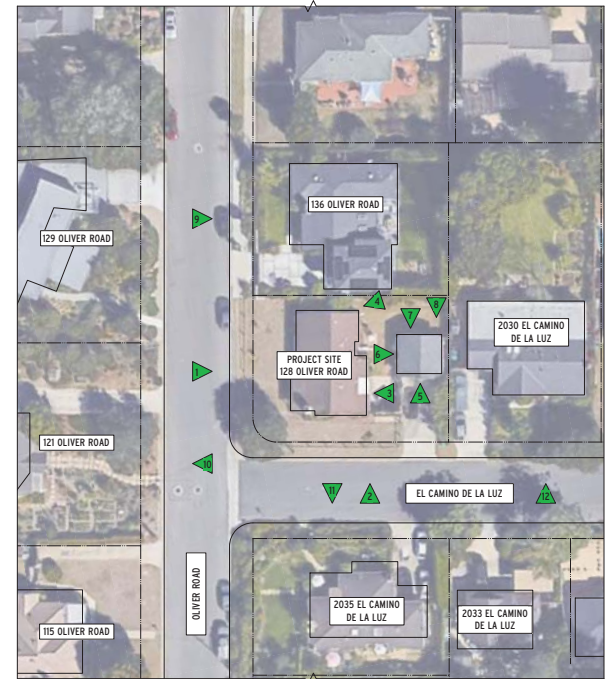 136 OLIVER ROAD
9
129 OLIVER ROAD
4
8
7
2030 EL CAMINO
DE LA LUZ
6
PROJECT SITE
128 OLIVER ROAD
1
3
5
121 OLIVER ROAD
10
11
2
EL CAMINO DE LA LUZ
12
OLIVER ROAD
2035 EL CAMINO
DE LA LUZ
2033 EL CAMINO
DE LA LUZ
115 OLIVER ROAD